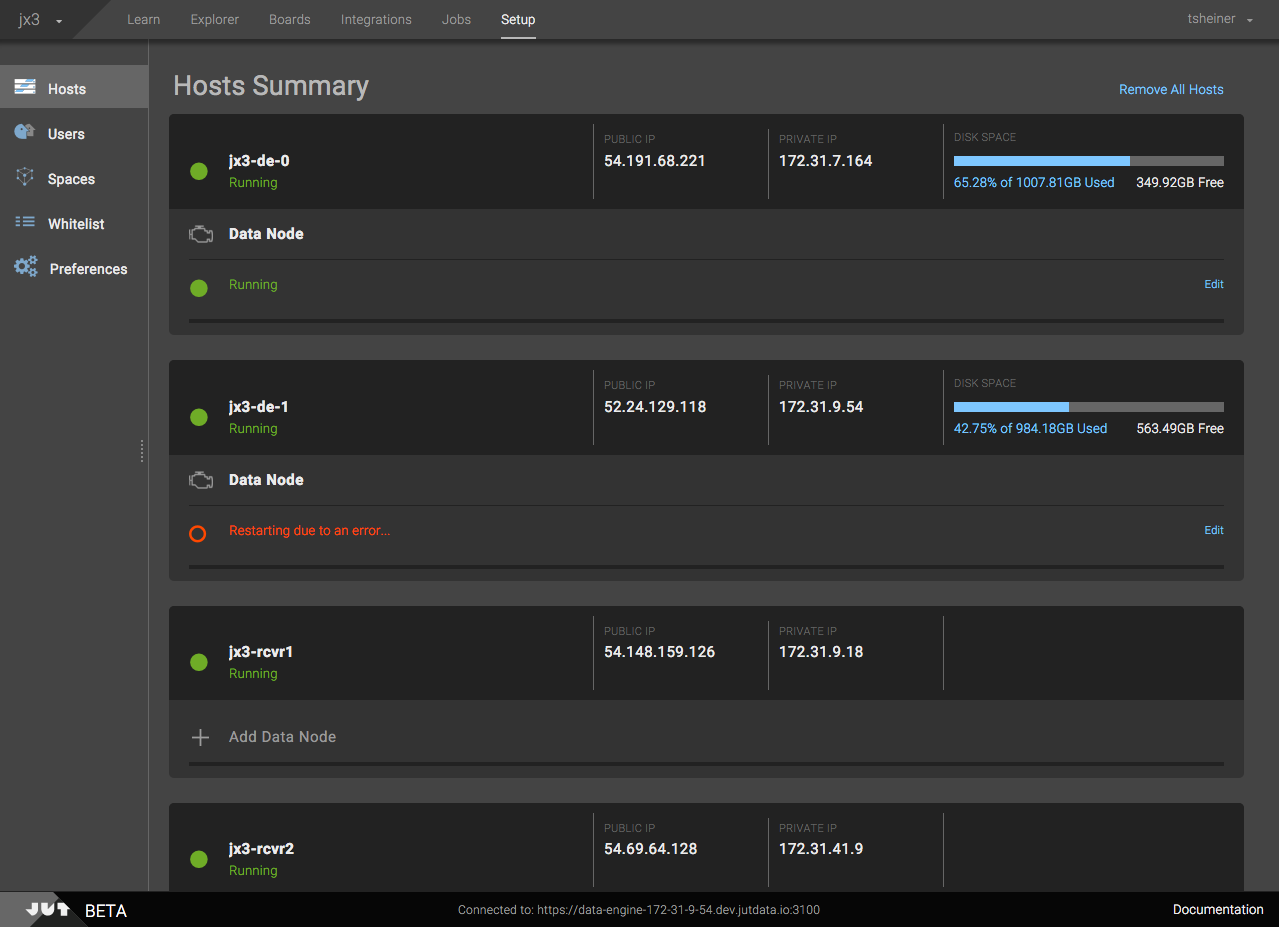 jx3
Learn
Explorer
Boards
Integrations
Jobs
Setup
tsheiner
Hosts
Users
Spaces
Whitelist
Preferences
Hosts Summary
Remove All Hosts
jx3-de-0
Running
PUBLIC IP
54.191.68.221
PRIVATE IP
172.31.7.164
DISK SPACE
65.28% of 1007.81GB Used
349.92GB Free
Data Node
Running
Edit
jx3-de-1
Running
PUBLIC IP
52.24.129.118
PRIVATE IP
172.31.9.54
DISK SPACE
42.75% of 984.18GB Used
563.49GB Free
Data Node
Restarting due to an error...
Edit
jx3-rcvr1
Running
PUBLIC IP
54.148.159.126
PRIVATE IP
172.31.9.18
Add Data Node
jx3-rcvr2
Running
PUBLIC IP
54.69.64.128
PRIVATE IP
172.31.41.9
JUT BETA
Connected to: https://data-engine-172-31-9-54.dev.jutdata.io:3100
Documentation